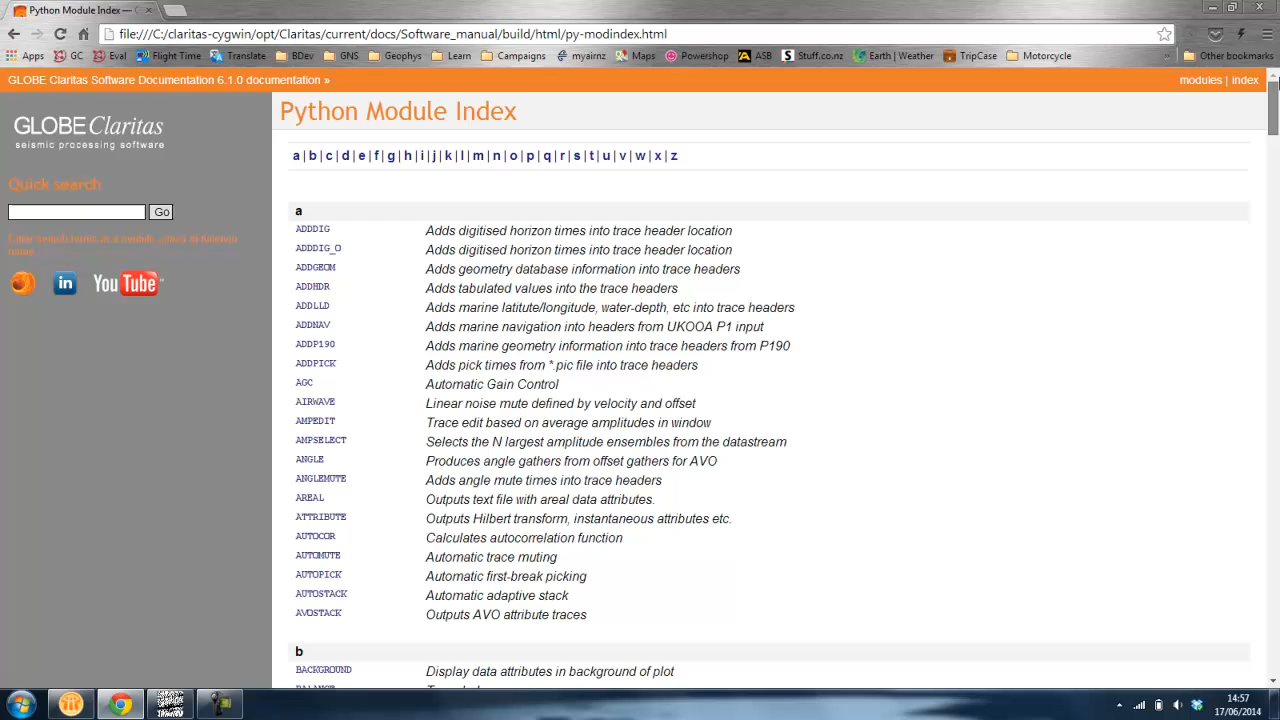 Python Module Index —
file:///C:/claritas-cygwin/opt/Claritas/current/docs/Software_manual/build/html/py-modindex.html
Apps GC Eval Flight Time Translate BDev GNS Geophys Learn Campaigns myairnz Maps Powershop ASB Stuff.co.nz Earth | Weather TripCase Motorcycle » Other bookmarks
GLOBE Claritas Software Documentation 6.1.0 documentation » modules | index
GLOBE Claritas
seismic processing software
Quick search
Go
Enter search terms or a module, class or function
name.
You Tube
Python Module Index
a | b | c | d | e | f | g | h | i | j | k | l | m | n | o | p | q | r | s | t | u | v | w | x | z
a
ADDDIG Adds digitised horizon times into trace header location
ADDDIG_O Adds digitised horizon times into trace header location
ADDGEOM Adds geometry database information into trace headers
ADDHDR Adds tabulated values into the trace headers
ADDLLD Adds marine latitute/longitude, water-depth, etc into trace headers
ADDNAV Adds marine navigation into headers from UKOOA P1 input
ADDP190 Adds marine geometry information into trace headers from P190
ADDPICK Adds pick times from *.pic file into trace headers
AGC Automatic Gain Control
AIRWAVE Linear noise mute defined by velocity and offset
AMPEDIT Trace edit based on average amplitudes in window
AMPSELECT Selects the N largest amplitude ensembles from the datastream
ANGLE Produces angle gathers from offset gathers for AVO
ANGLEMUTE Adds angle mute times into trace headers
AREAL Outputs text file with areal data attributes.
ATTRIBUTE Outputs Hilbert transform, instantaneous attributes etc.
AUTOCOR Calculates autocorrelation function
AUTOMUTE Automatic trace muting
AUTOPICK Automatic first-break picking
AUTOSTACK Automatic adaptive stack
AVOSTACK Outputs AVO attribute traces
b
BACKGROUND Display data attributes in background of plot
14:57
17/06/2014